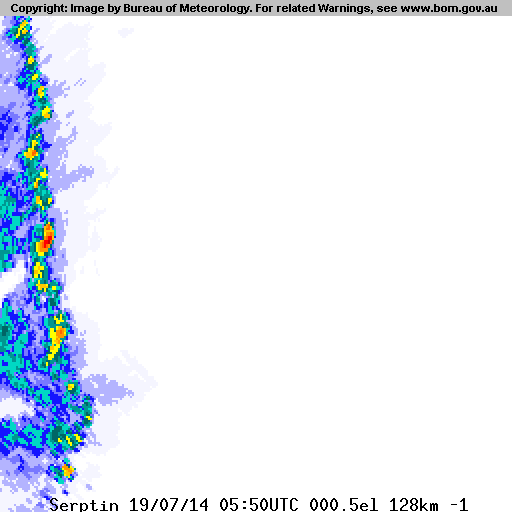 Copyright: Image by Bureau of Meteorology. For related Warnings, see www.bom.gov.au
Serptin 19/07/14 05:50UTC 000.5el 128km -1